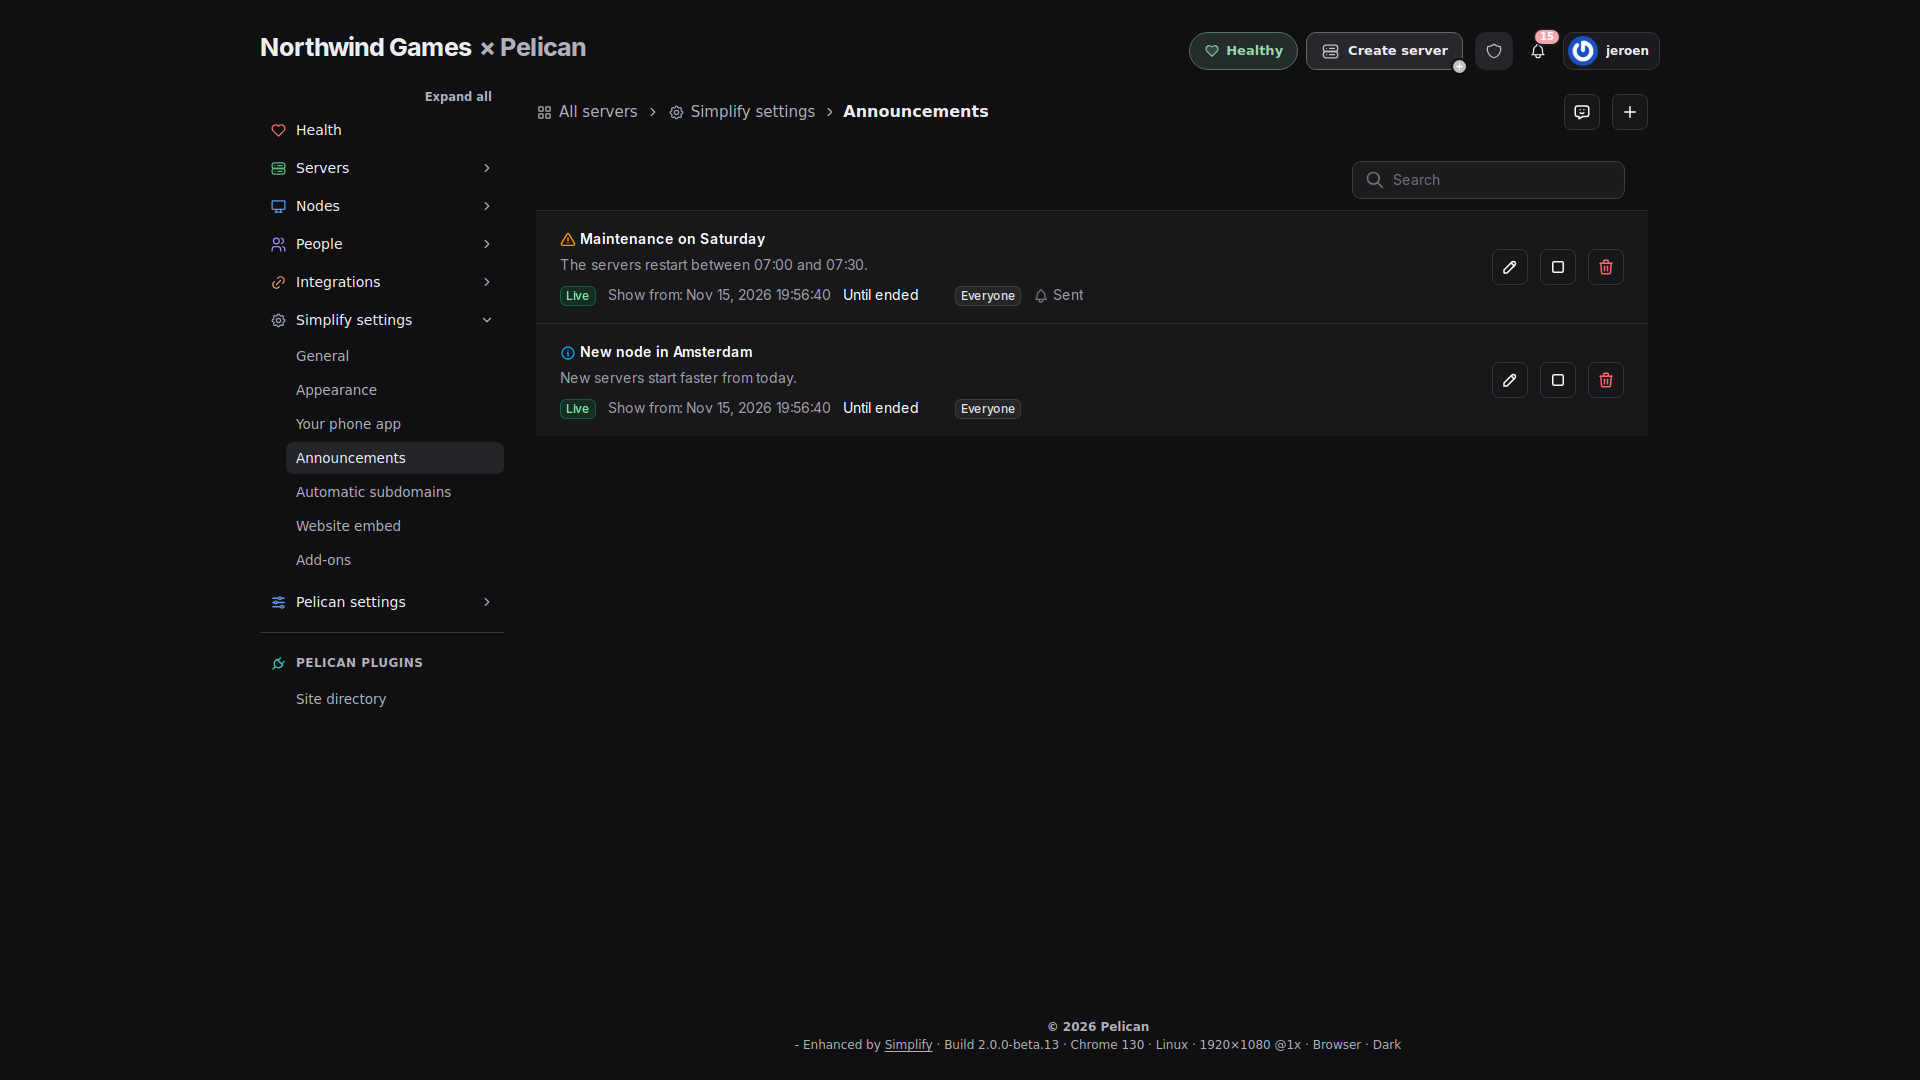 Northwind Games × Pelican
Healthy
Create server
15
jeroen
Expand all
Health
Servers
Nodes
People
Integrations
Simplify settings
General
Appearance
Your phone app
Announcements
Automatic subdomains
Website embed
Add-ons
Pelican settings
PELICAN PLUGINS
Site directory
All servers
Simplify settings
Announcements
Search
Maintenance on Saturday
The servers restart between 07:00 and 07:30.
Live Show from: Nov 15, 2026 19:56:40 Until ended Everyone Sent
New node in Amsterdam
New servers start faster from today.
Live Show from: Nov 15, 2026 19:56:40 Until ended Everyone
© 2026 Pelican
- Enhanced by Simplify · Build 2.0.0-beta.13 · Chrome 130 · Linux · 1920×1080 @1x · Browser · Dark